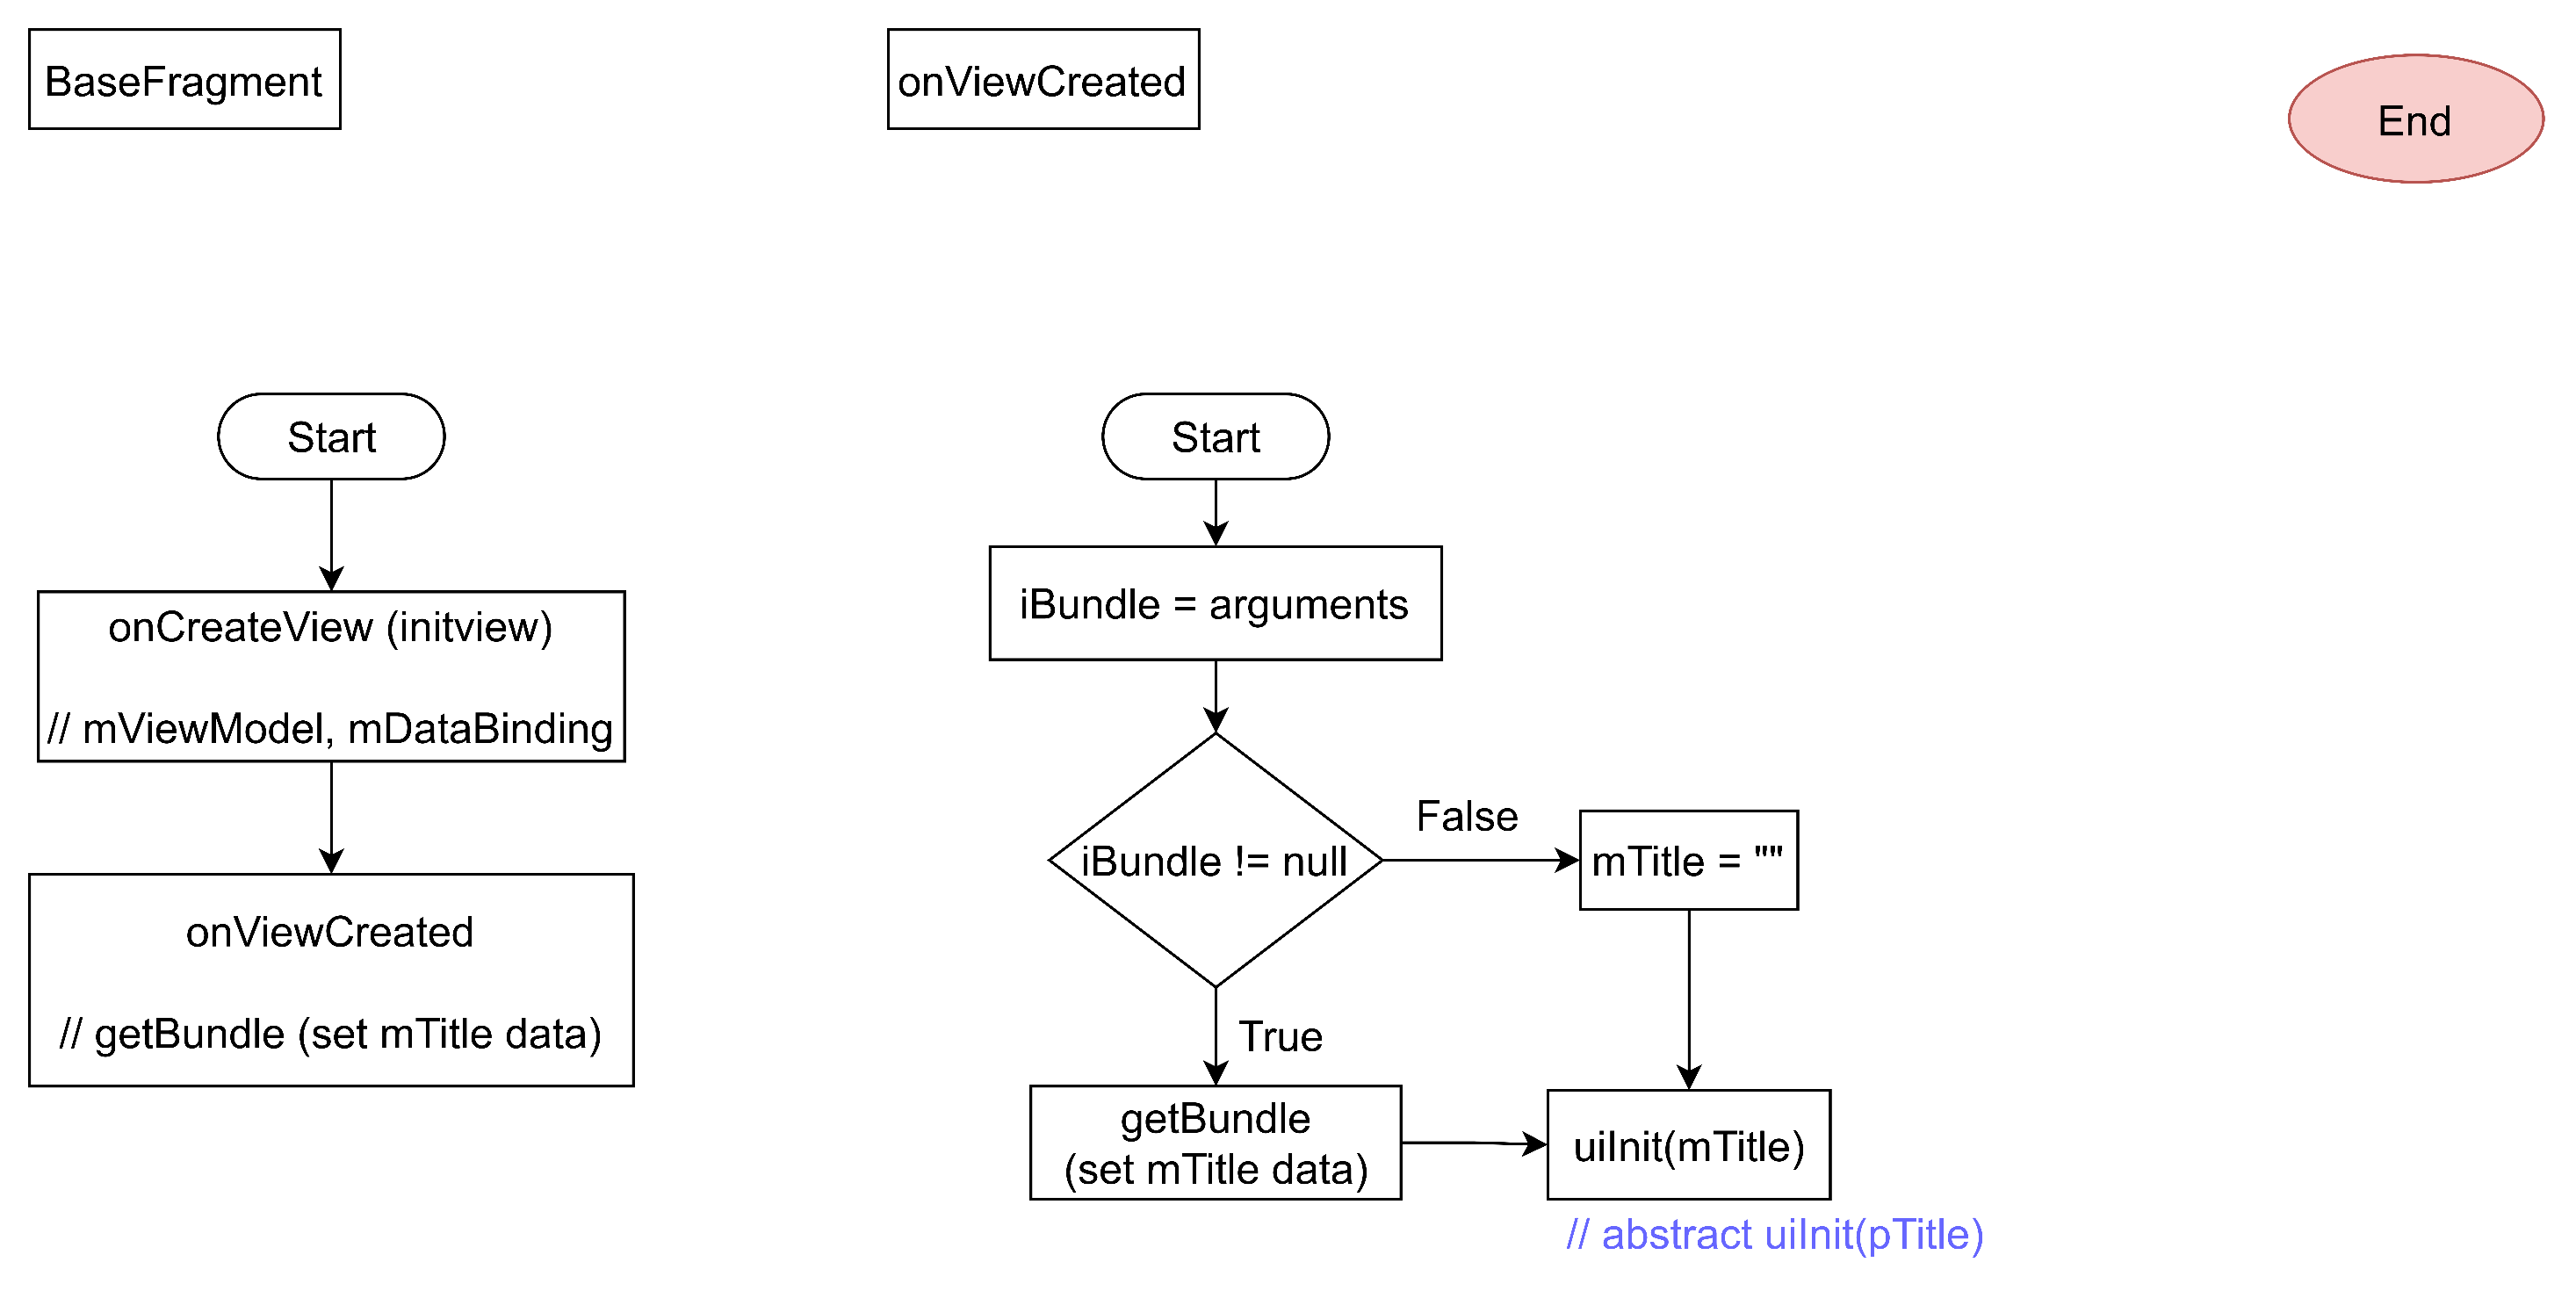 BaseFragment
onViewCreated
End
Start
onCreateView (initview)
// mViewModel, mDataBinding
onViewCreated
// getBundle (set mTitle data)
Start
iBundle = arguments
iBundle != null
False
mTitle = ""
True
getBundle
(set mTitle data)
uiInit(mTitle)
// abstract uiInit(pTitle)